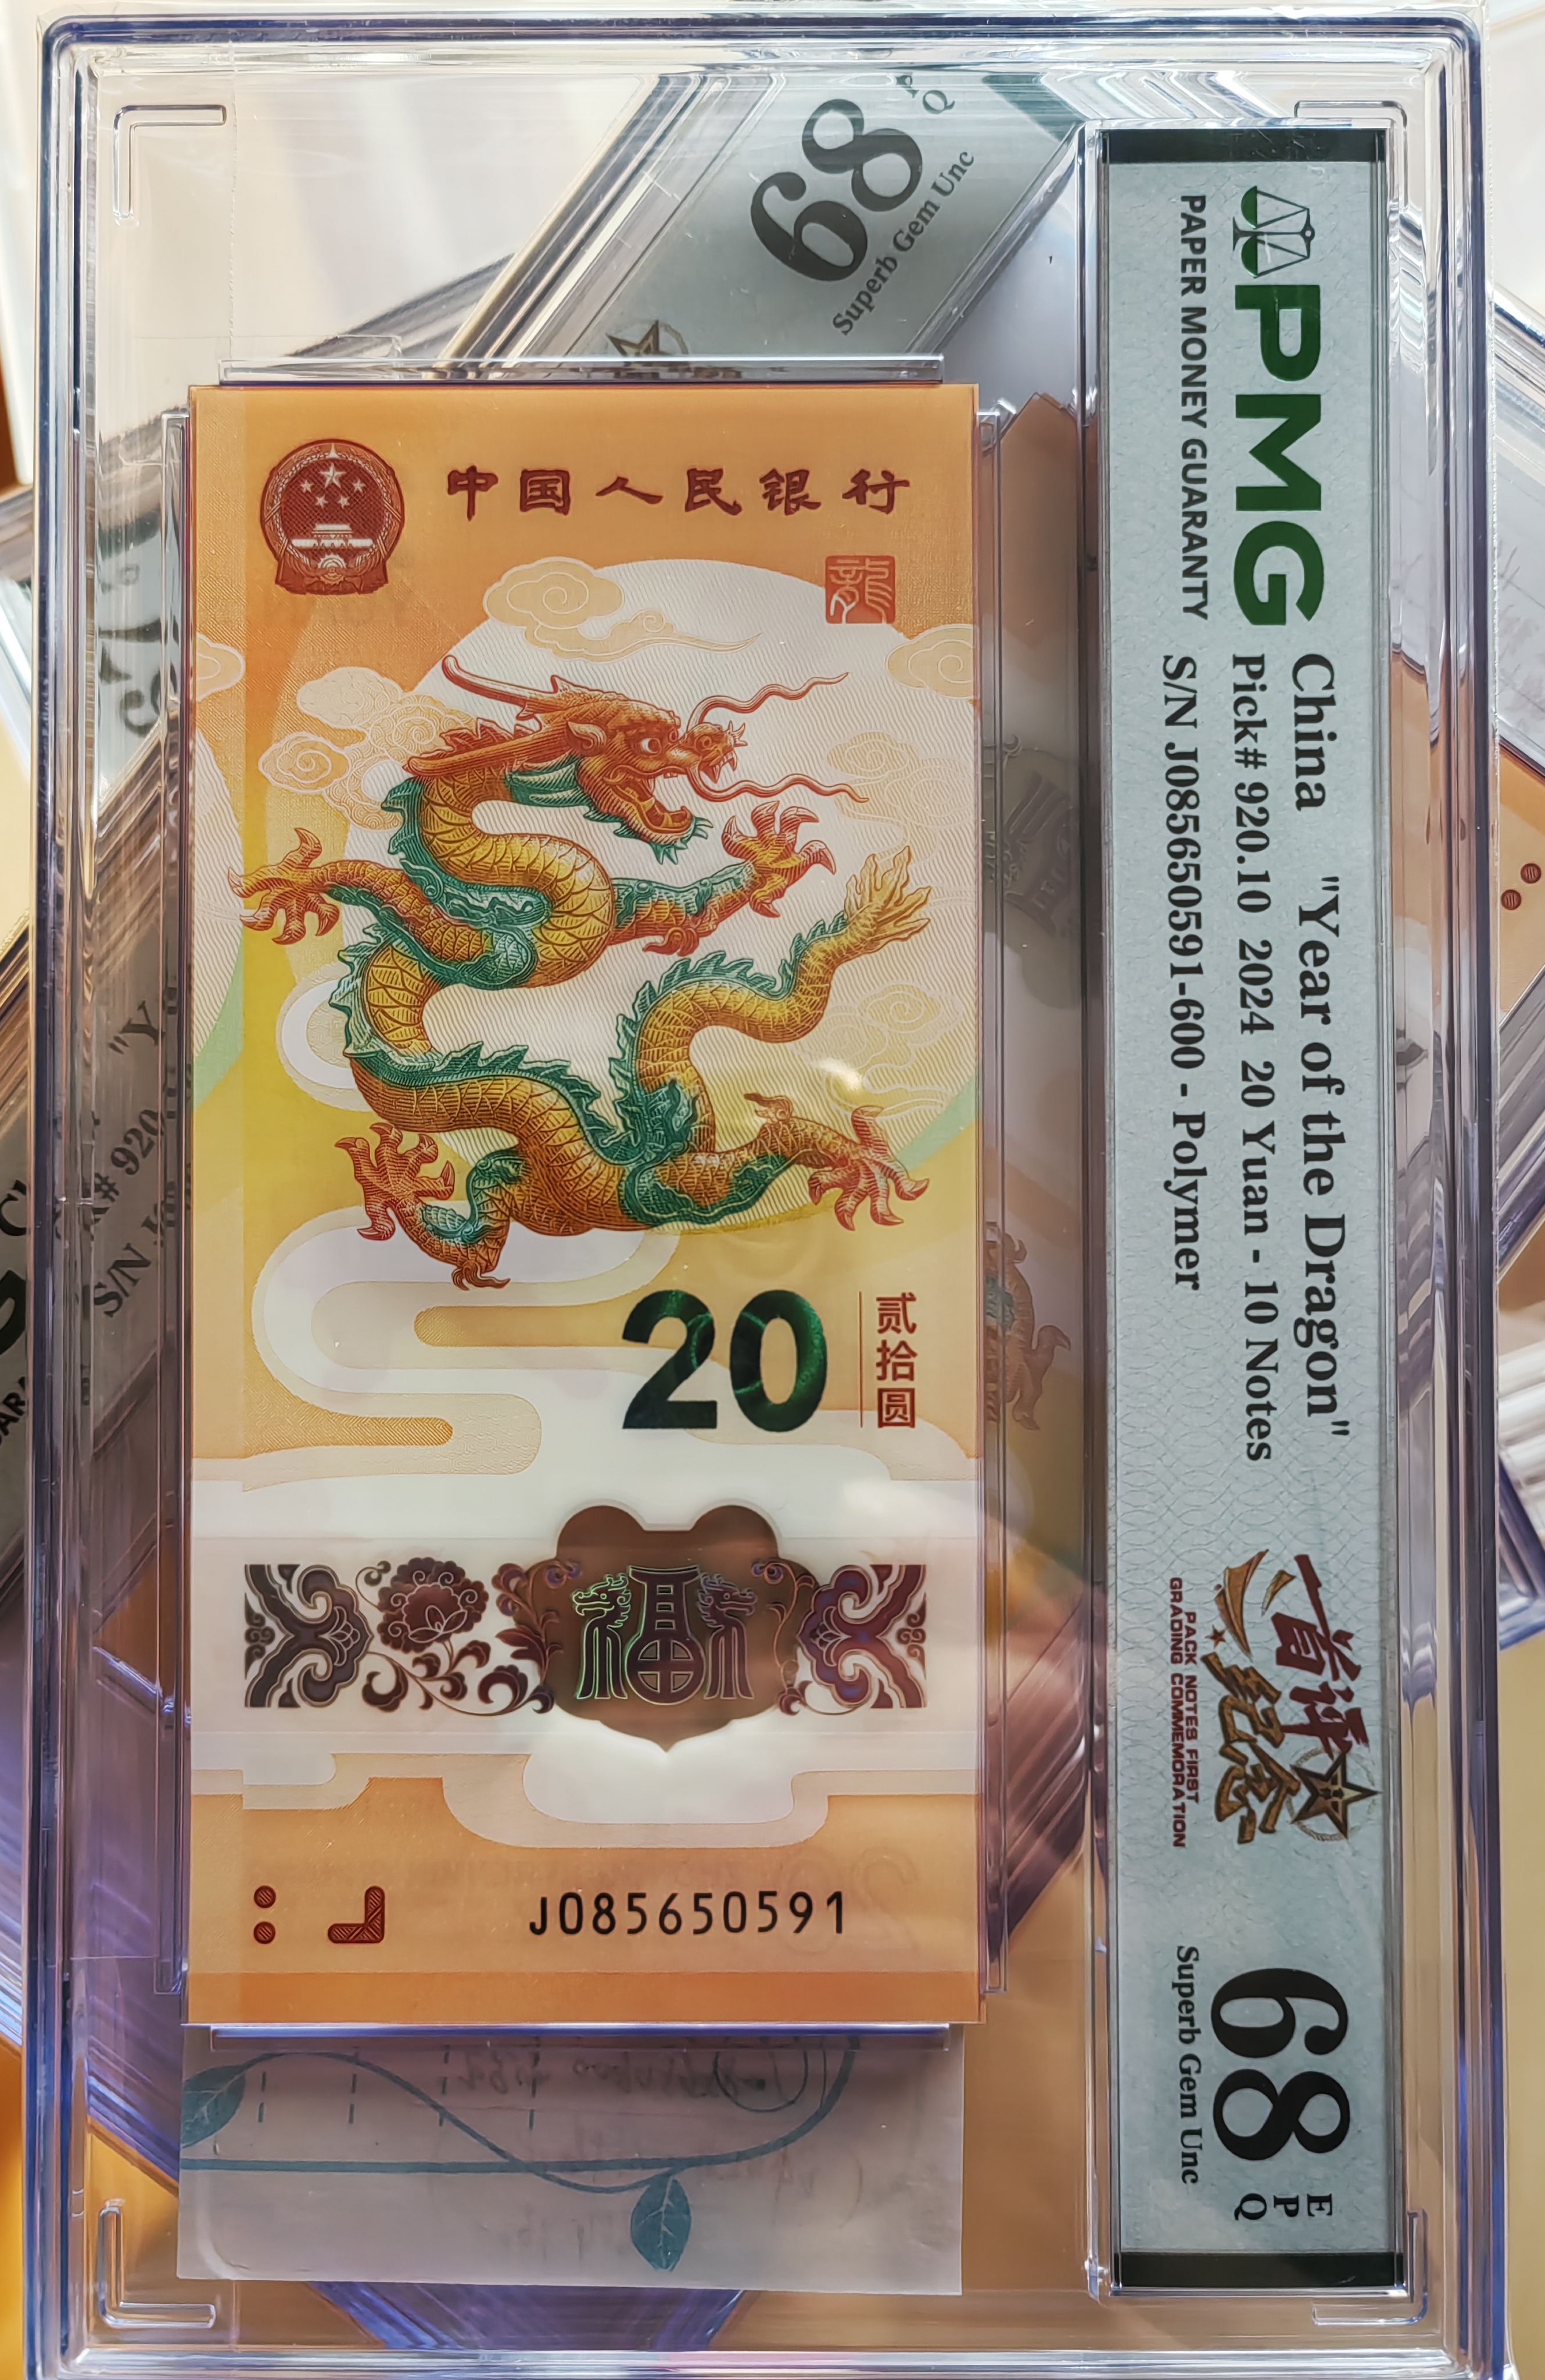 中国人民银行
龍
20
贰拾圆
福
J085650591
PMG
PAPER MONEY GUARANTY
China "Year of the Dragon"
Pick# 920.10 2024 20 Yuan - 10 Notes
S/N J085650591-600 - Polymer
首评
纪念
PACK NOTES FIRST
GRADING COMMEMORATION
68
EPQ
Superb Gem Unc
68
PQ
Superb Gem Unc
"Y
# 920
S/N